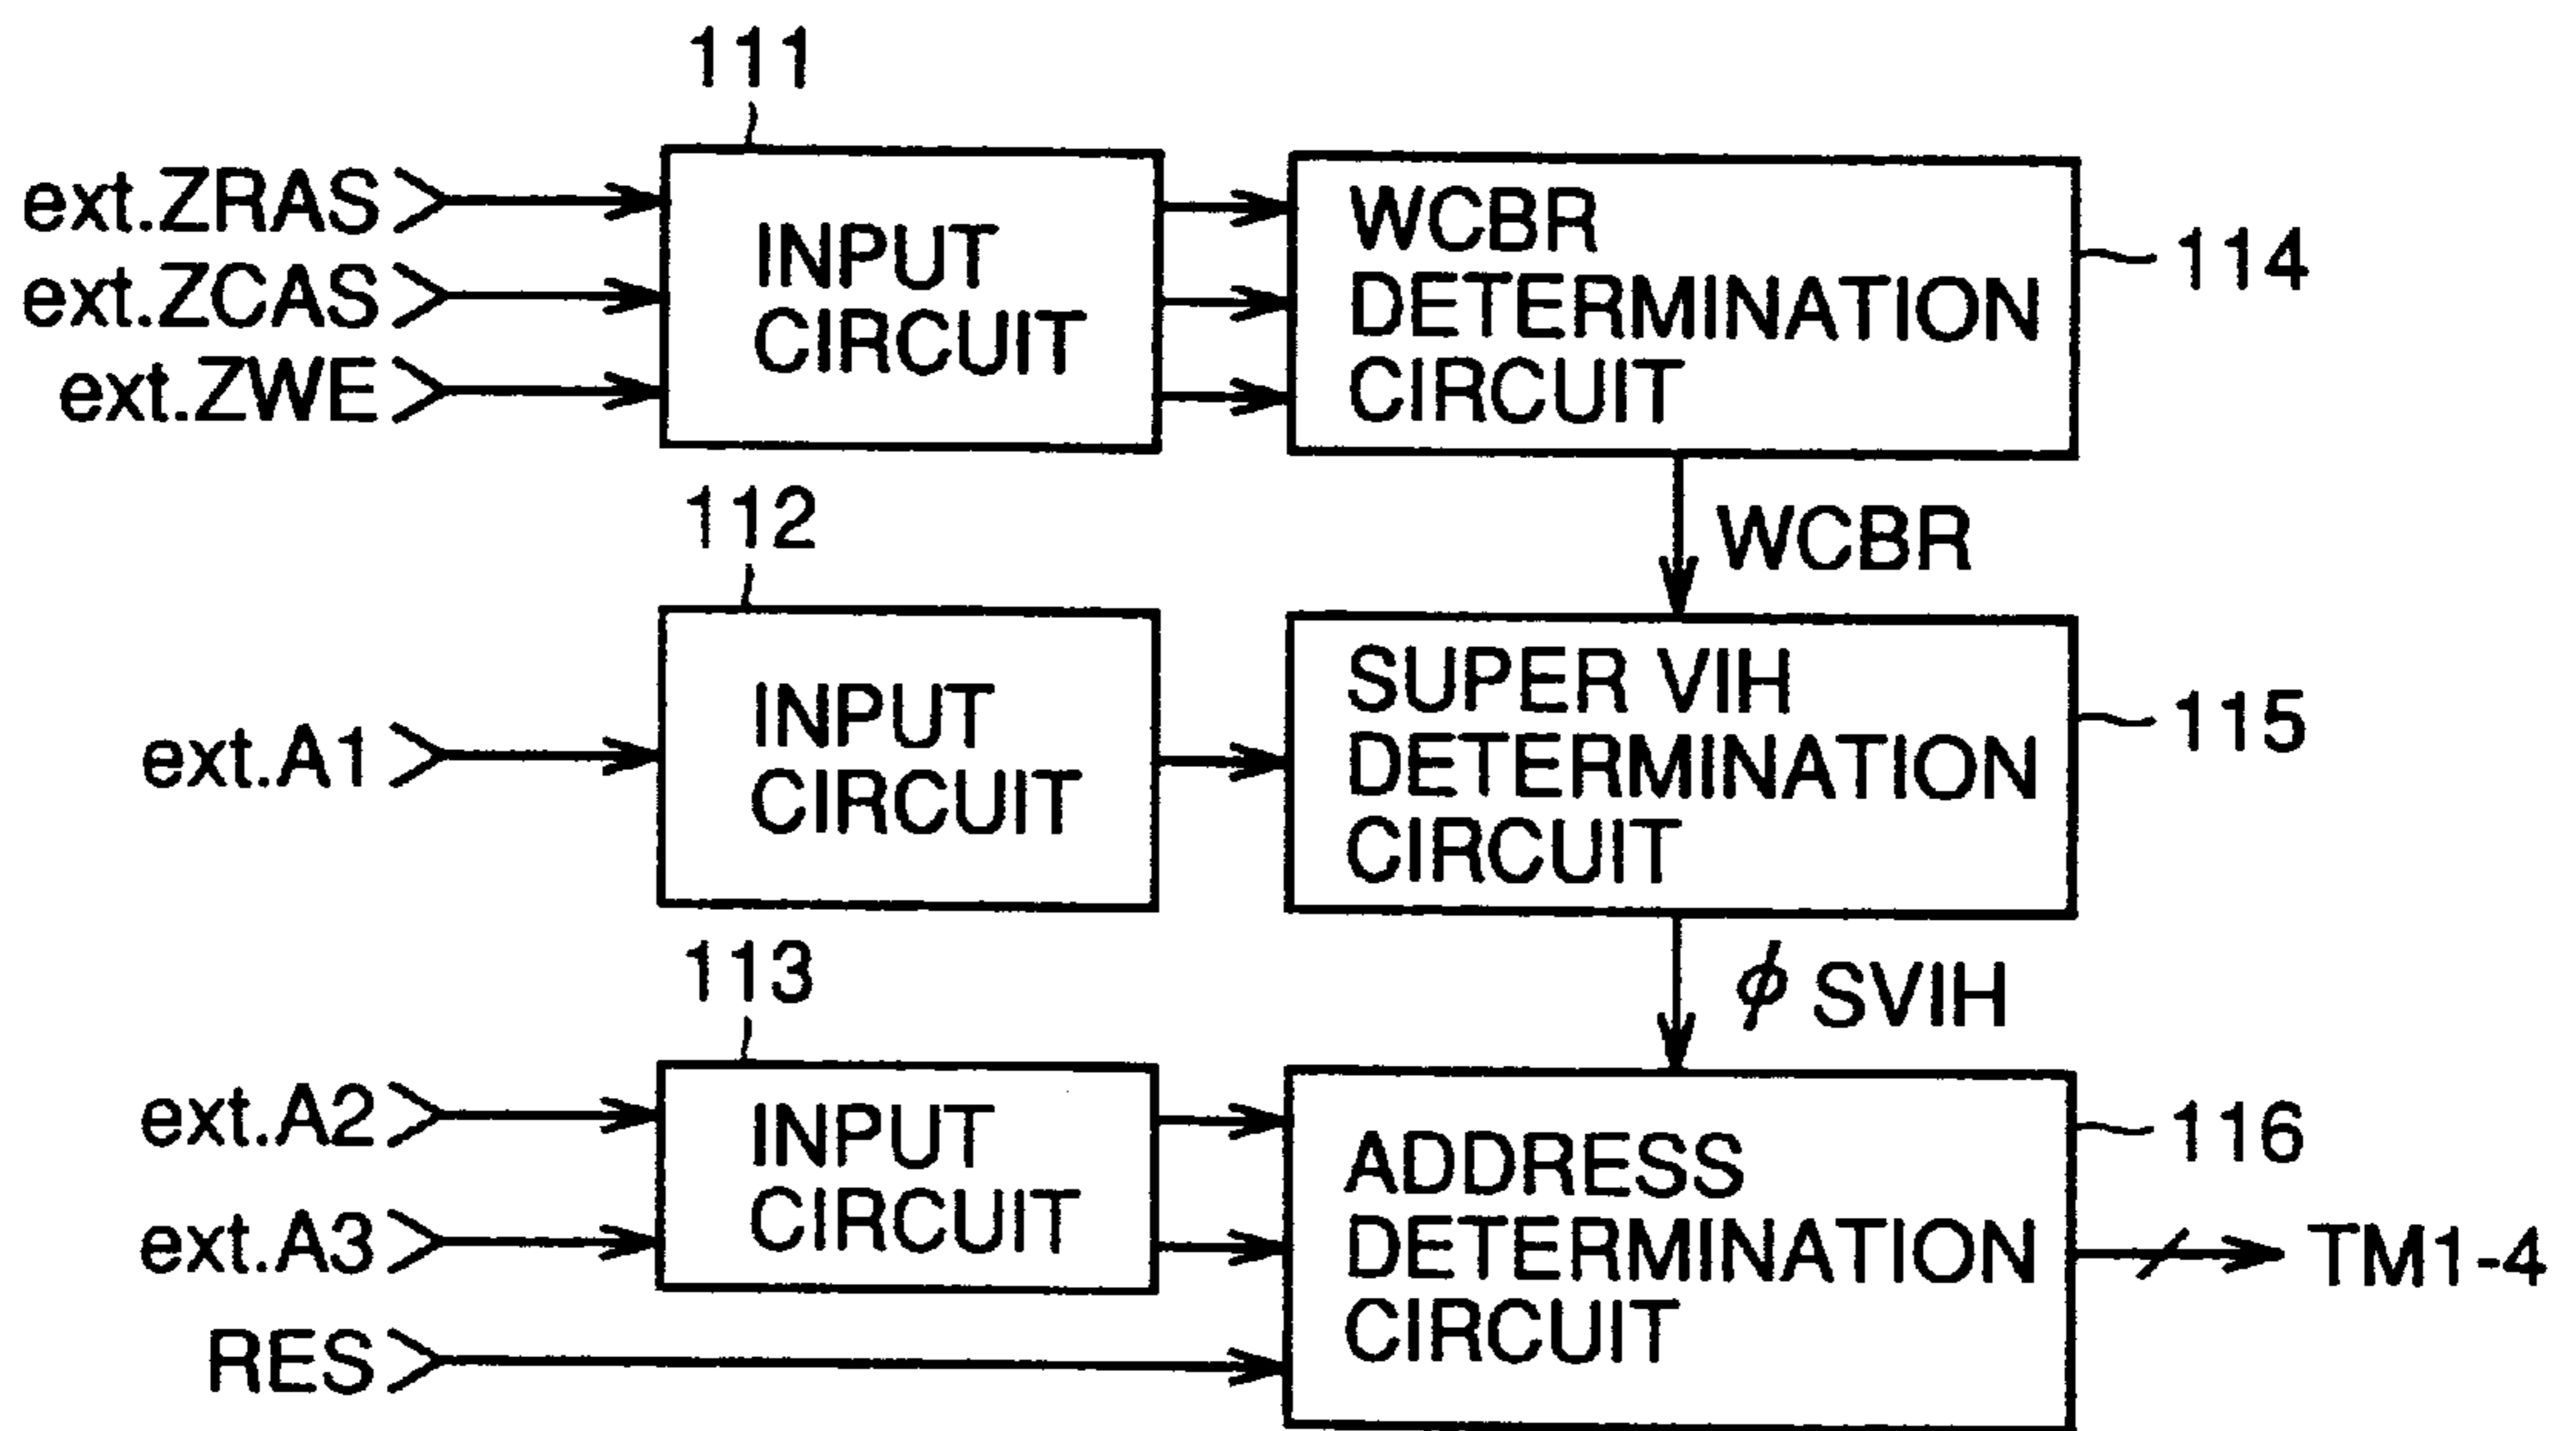 111
ext.ZRAS
ext.ZCAS
ext.ZWE
INPUT
CIRCUIT
WCBR
DETERMINATION
CIRCUIT
114
WCBR
112
ext.A1
INPUT
CIRCUIT
SUPER VIH
DETERMINATION
CIRCUIT
115
ϕ SVIH
113
ext.A2
ext.A3
RES
INPUT
CIRCUIT
ADDRESS
DETERMINATION
CIRCUIT
116
TM1-4